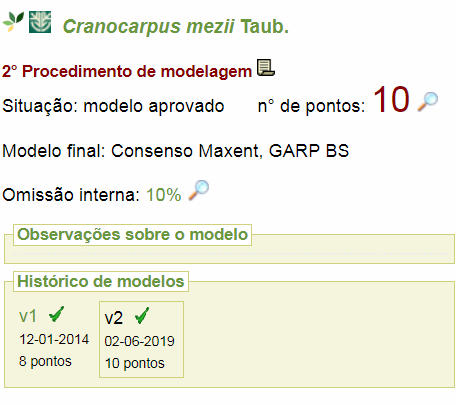 Cranocarpus mezii Taub.
2° Procedimento de modelagem
Situação: modelo aprovado n° de pontos: 10
Modelo final: Consenso Maxent, GARP BS
Omissão interna: 10%
Observações sobre o modelo
Histórico de modelos
v1 v2
12-01-2014 02-06-2019
8 pontos 10 pontos